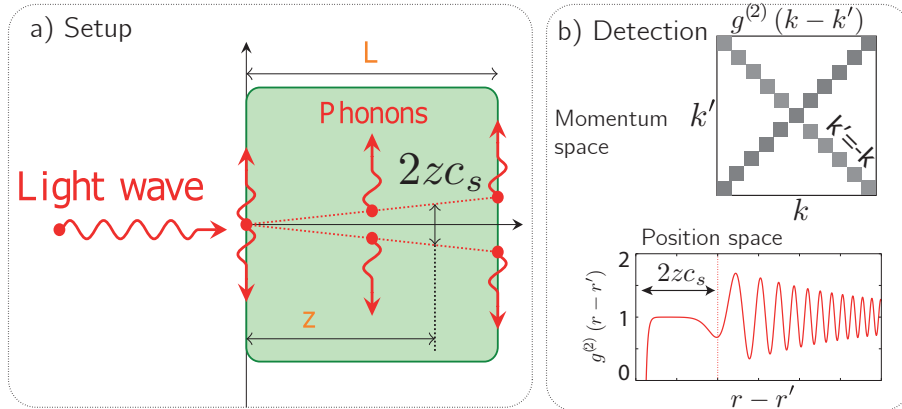 a) Setup
L
Phonons
2zc_s
Light wave
z
b) Detection
g^{(2)} (k − k′)
k′
Momentum
space
k′=-k
k
Position space
2
2zc_s
1
0
g^{(2)} (r − r′)
r − r′